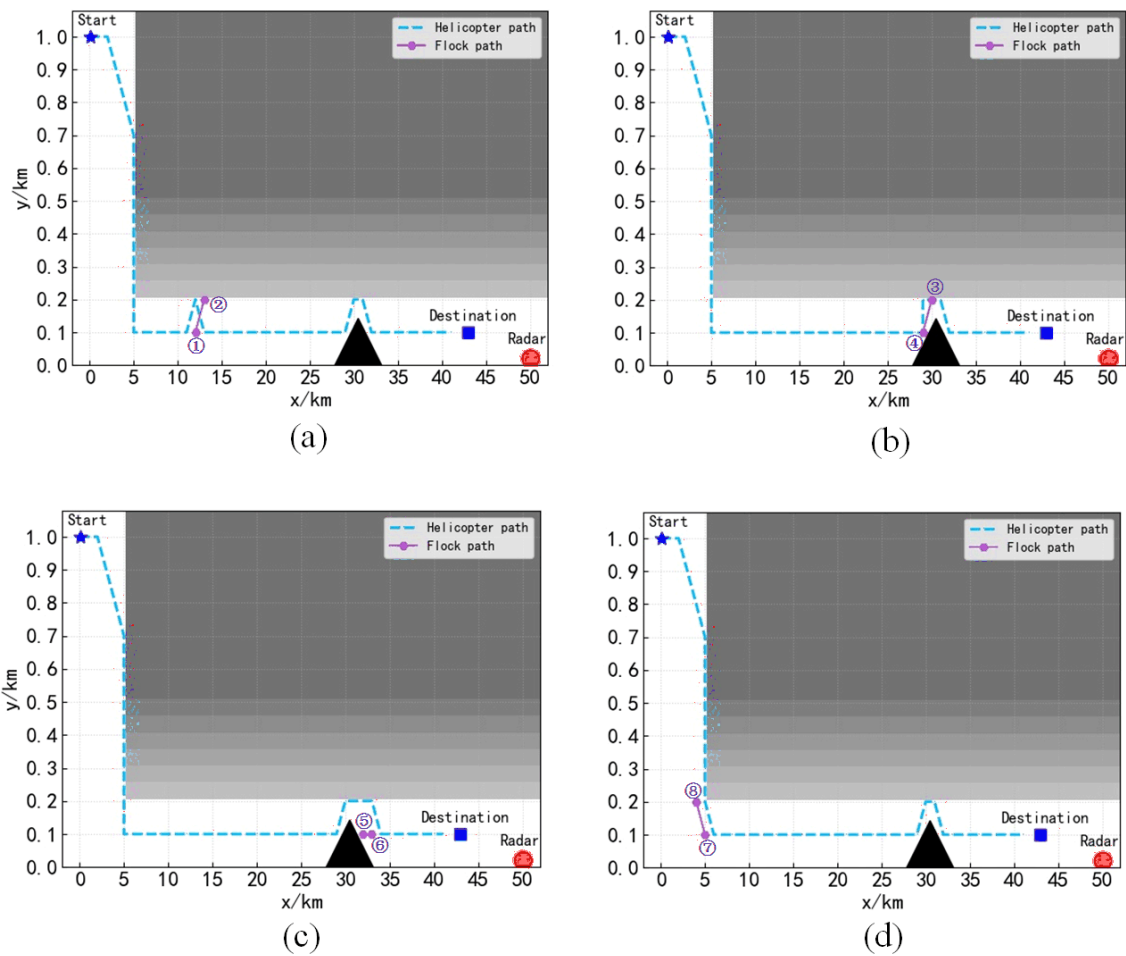 Start
Helicopter path
Flock path
1.0
0.9
0.8
0.7
0.6
0.5
0.4
0.3
0.2
0.1
0.0
y/km
②
①
Destination
Radar
0 5 10 15 20 25 30 35 40 45 50
x/km
(a)
Start
Helicopter path
Flock path
1.0
0.9
0.8
0.7
0.6
0.5
0.4
0.3
0.2
0.1
0.0
③
④
Destination
Radar
0 5 10 15 20 25 30 35 40 45 50
x/km
(b)
Start
Helicopter path
Flock path
1.0
0.9
0.8
0.7
0.6
0.5
0.4
0.3
0.2
0.1
0.0
y/km
⑤
⑥
Destination
Radar
0 5 10 15 20 25 30 35 40 45 50
x/km
(c)
Start
Helicopter path
Flock path
1.0
0.9
0.8
0.7
0.6
0.5
0.4
0.3
0.2
0.1
0.0
⑧
⑦
Destination
Radar
0 5 10 15 20 25 30 35 40 45 50
x/km
(d)